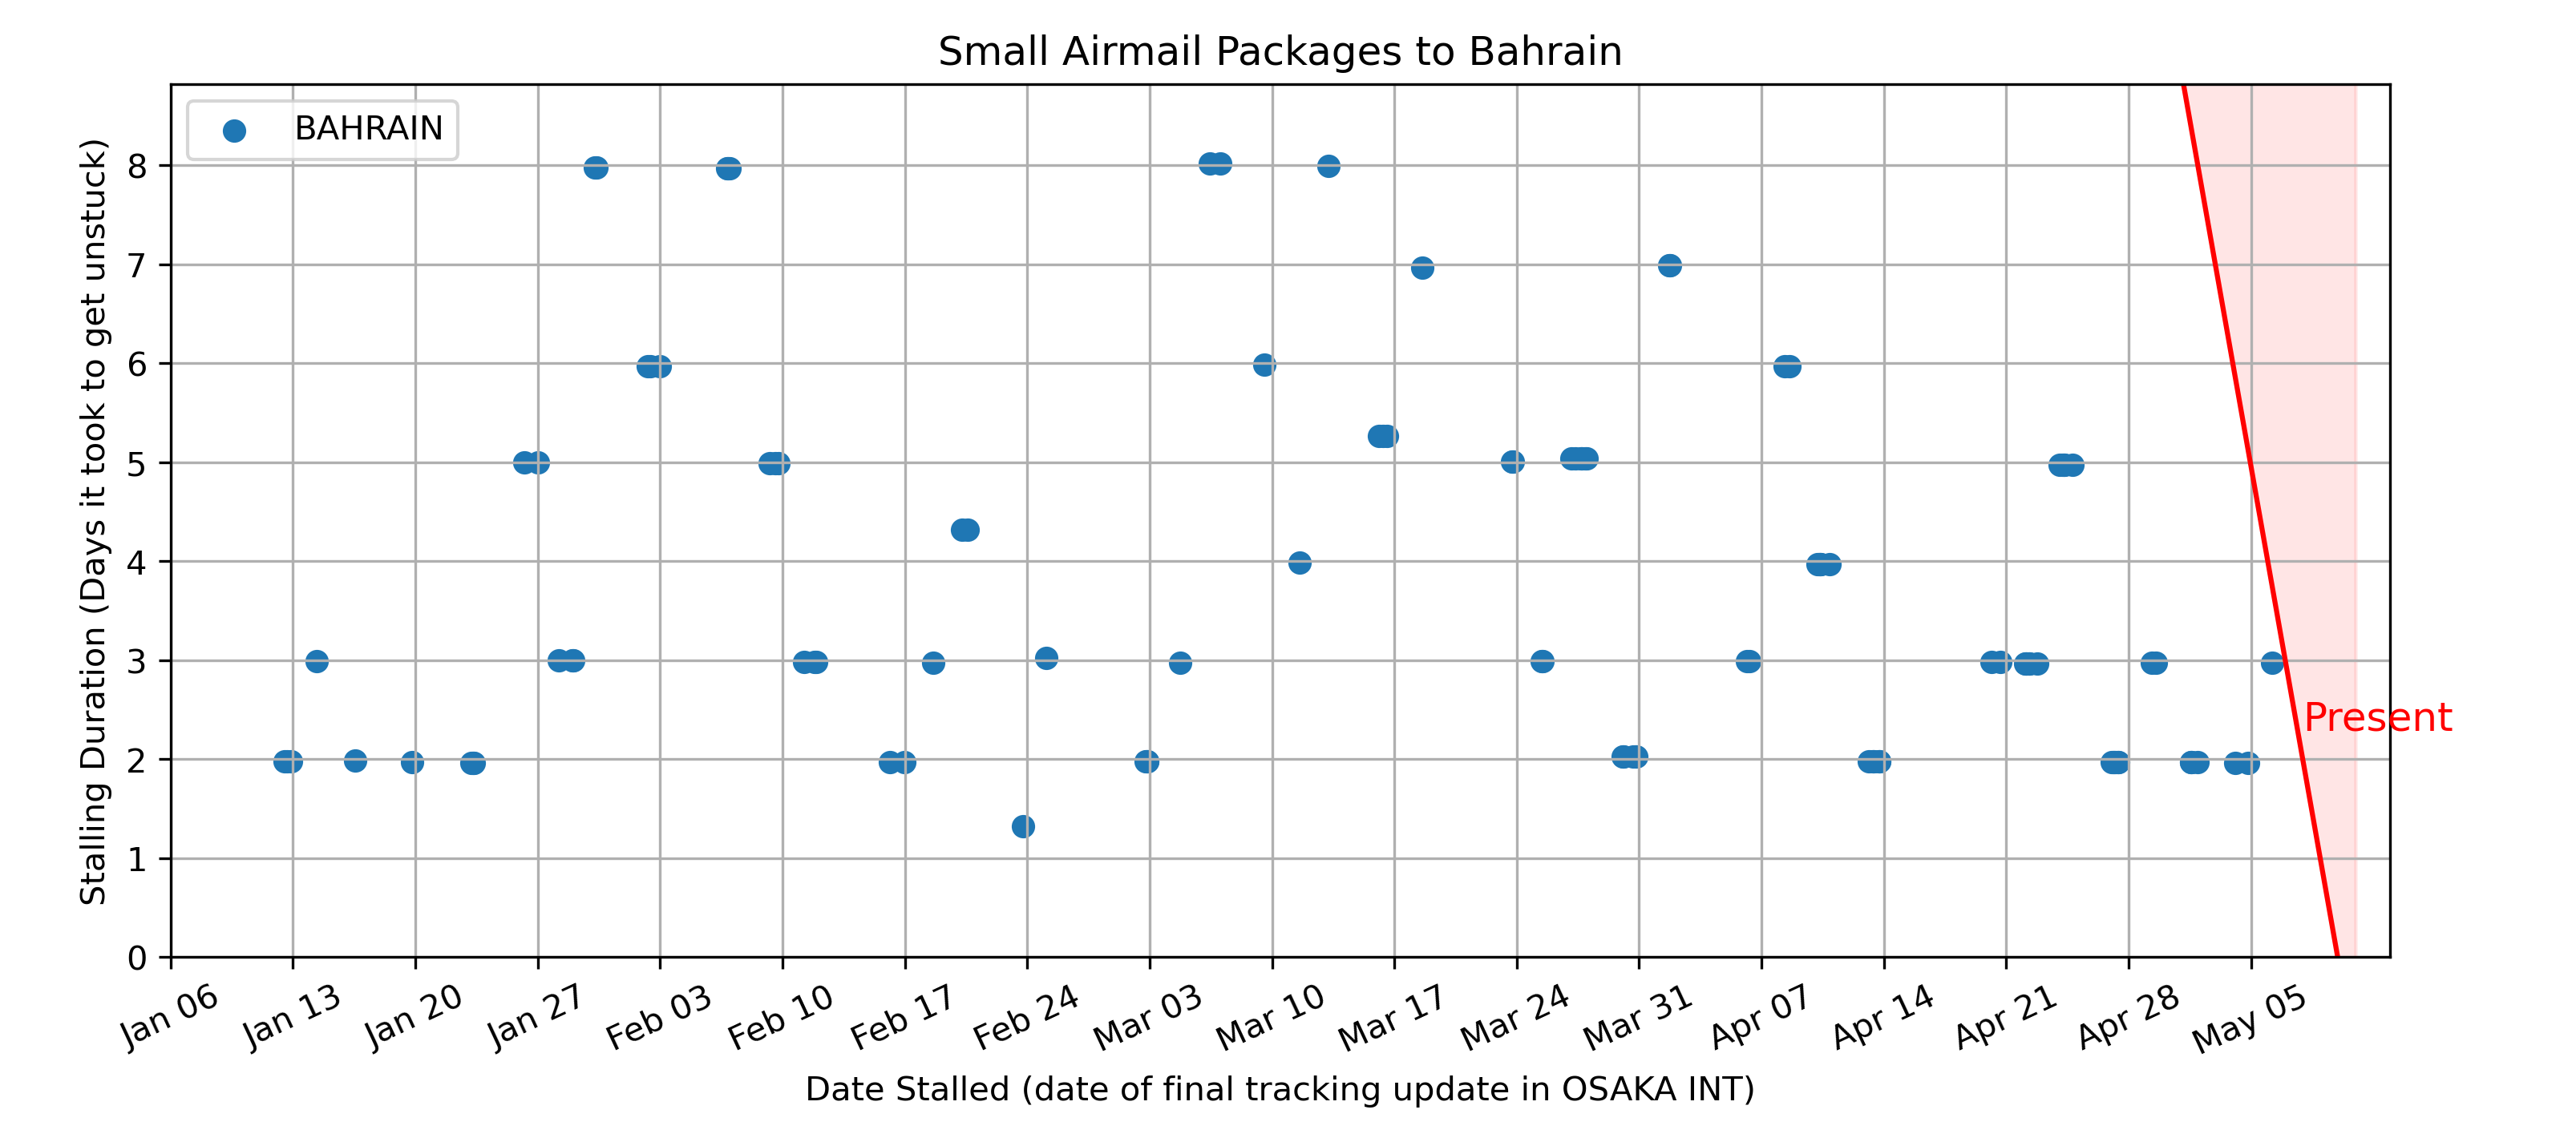 Small Airmail Packages to Bahrain
BAHRAIN
Stalling Duration (Days it took to get unstuck)
8
7
6
5
4
3
2
1
0
Present
Jan 06 Jan 13 Jan 20 Jan 27 Feb 03 Feb 10 Feb 17 Feb 24 Mar 03 Mar 10 Mar 17 Mar 24 Mar 31 Apr 07 Apr 14 Apr 21 Apr 28 May 05
Date Stalled (date of final tracking update in OSAKA INT)